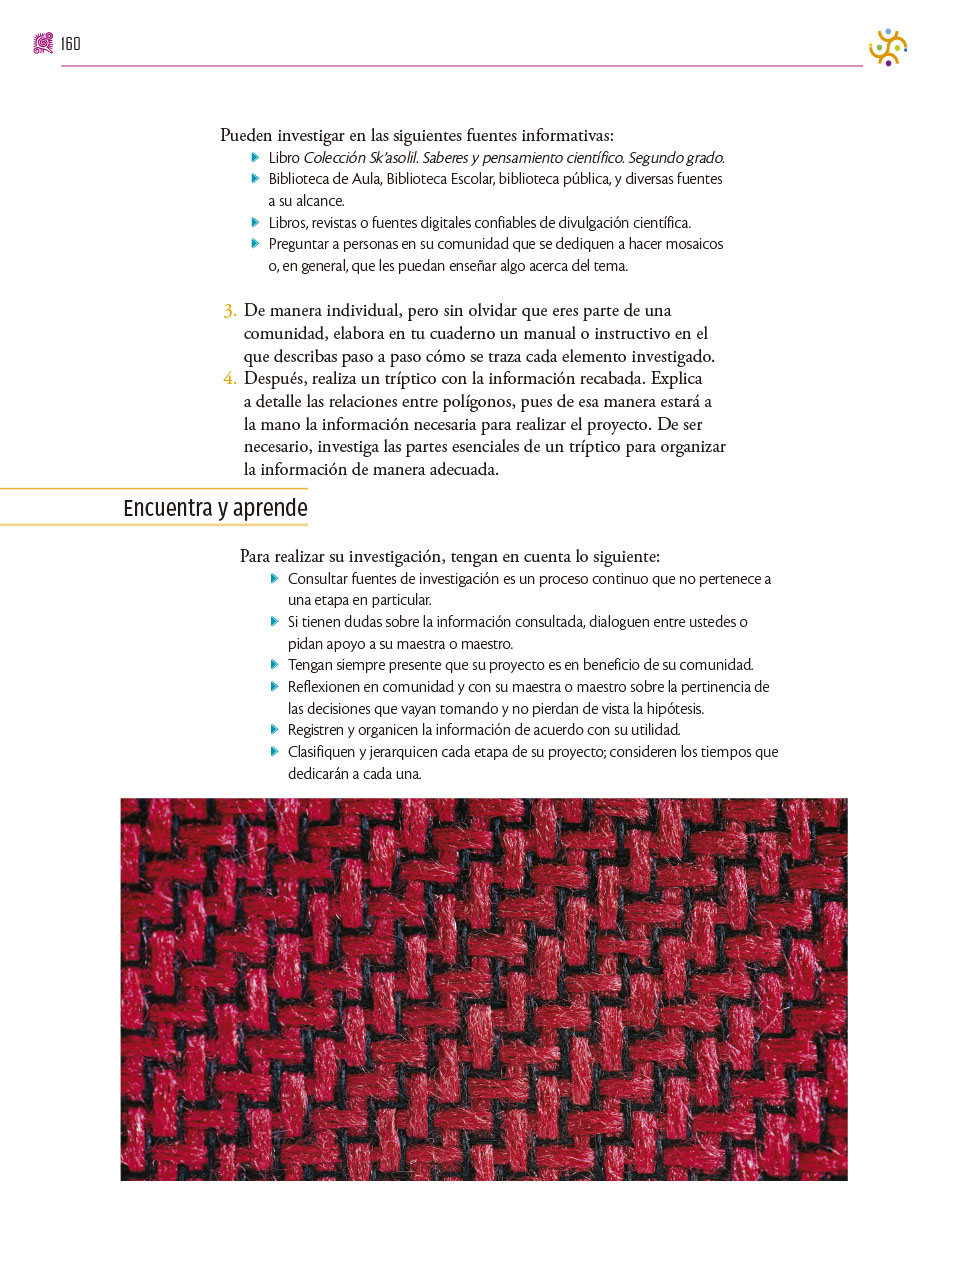 160
Pueden investigar en las siguientes fuentes informativas:
Libro Colección Sk’asolil. Saberes y pensamiento científico. Segundo grado.
Biblioteca de Aula, Biblioteca Escolar, biblioteca pública, y diversas fuentes
a su alcance.
Libros, revistas o fuentes digitales confiables de divulgación científica.
Preguntar a personas en su comunidad que se dediquen a hacer mosaicos
o, en general, que les puedan enseñar algo acerca del tema.
3. De manera individual, pero sin olvidar que eres parte de una
comunidad, elabora en tu cuaderno un manual o instructivo en el
que describas paso a paso cómo se traza cada elemento investigado.
4. Después, realiza un tríptico con la información recabada. Explica
a detalle las relaciones entre polígonos, pues de esa manera estará a
la mano la información necesaria para realizar el proyecto. De ser
necesario, investiga las partes esenciales de un tríptico para organizar
la información de manera adecuada.
Encuentra y aprende
Para realizar su investigación, tengan en cuenta lo siguiente:
Consultar fuentes de investigación es un proceso continuo que no pertenece a
una etapa en particular.
Si tienen dudas sobre la información consultada, dialoguen entre ustedes o
pidan apoyo a su maestra o maestro.
Tengan siempre presente que su proyecto es en beneficio de su comunidad.
Reflexionen en comunidad y con su maestra o maestro sobre la pertinencia de
las decisiones que vayan tomando y no pierdan de vista la hipótesis.
Registren y organicen la información de acuerdo con su utilidad.
Clasifiquen y jerarquicen cada etapa de su proyecto; consideren los tiempos que
dedicarán a cada una.